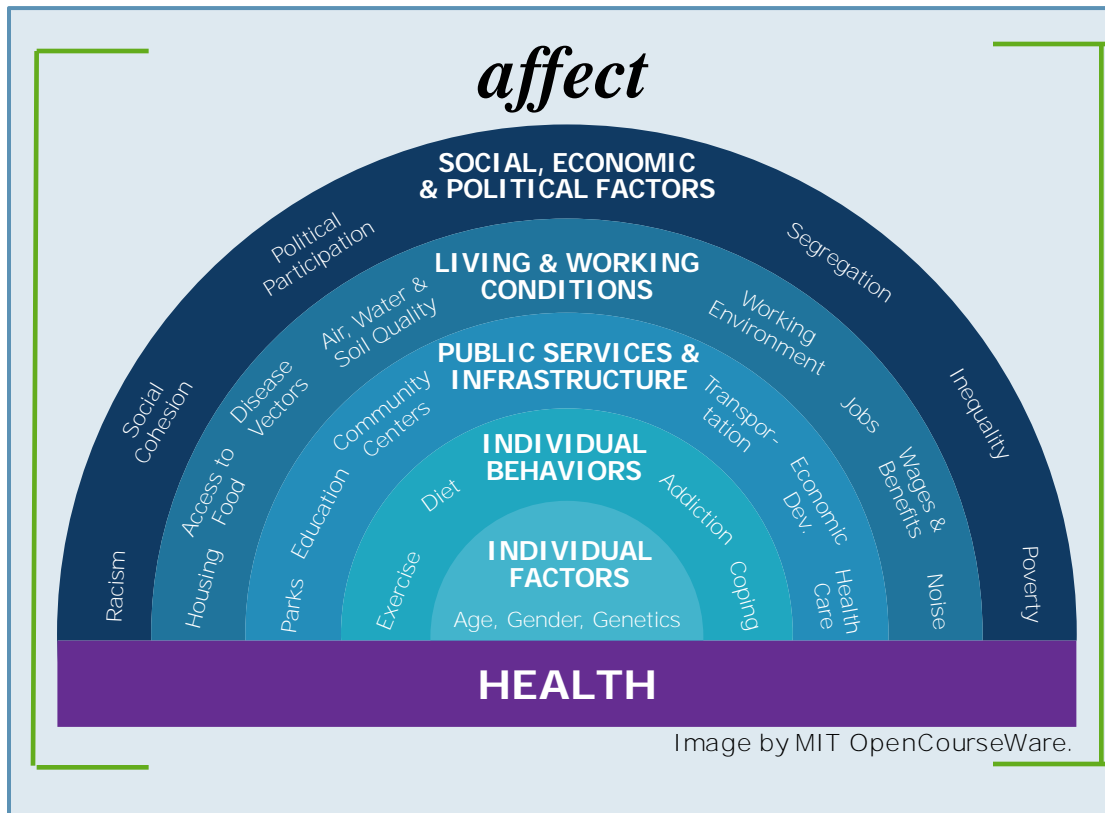 affect
SOCIAL, ECONOMIC
& POLITICAL FACTORS
Political
Participation
Segregation
Social
Cohesion
Inequality
Racism
Poverty
LIVING & WORKING
CONDITIONS
Air, Water &
Soil Quality
Working
Environment
Disease
Vectors
Jobs
Access to
Food
Wages &
Benefits
Housing
Noise
PUBLIC SERVICES &
INFRASTRUCTURE
Community
Centers
Transpor-
tation
Education
Economic
Dev.
Parks
Health
Care
INDIVIDUAL
BEHAVIORS
Diet
Addiction
Exercise
Coping
INDIVIDUAL
FACTORS
Age, Gender, Genetics
HEALTH
Image by MIT OpenCourseWare.